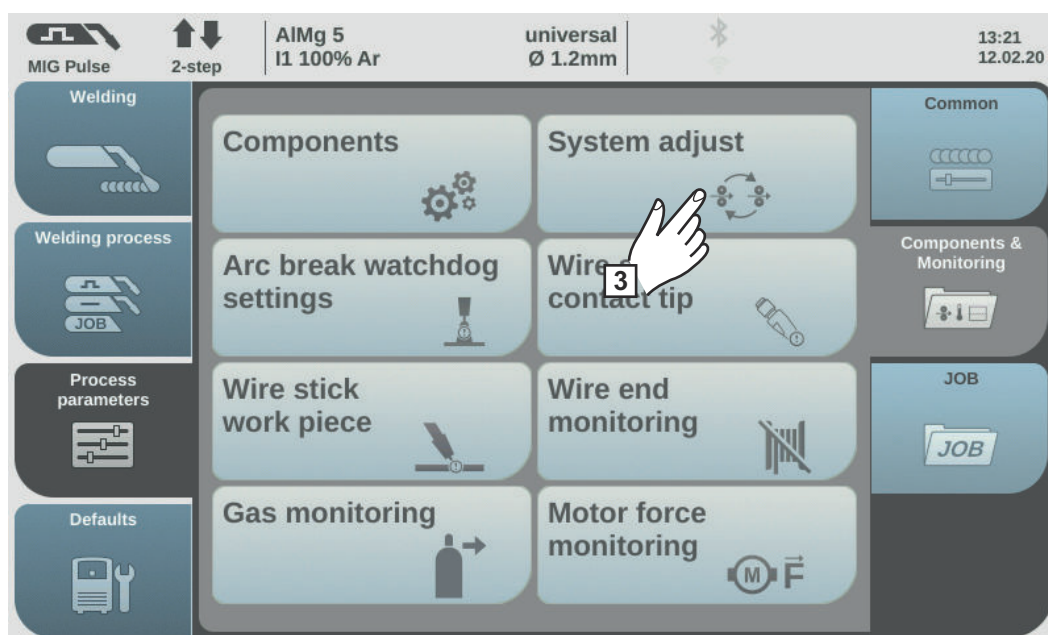 MIG Pulse
2-step
AlMg 5
I1 100% Ar
universal
Ø 1.2mm
13:21
12.02.20
Welding
Welding process
JOB
Process
parameters
Defaults
Components
System adjust
3
Arc break watchdog
settings
Wire s
contact tip
Wire stick
work piece
Wire end
monitoring
Gas monitoring
Motor force
monitoring
M F
Common
Components &
Monitoring
JOB
JOB